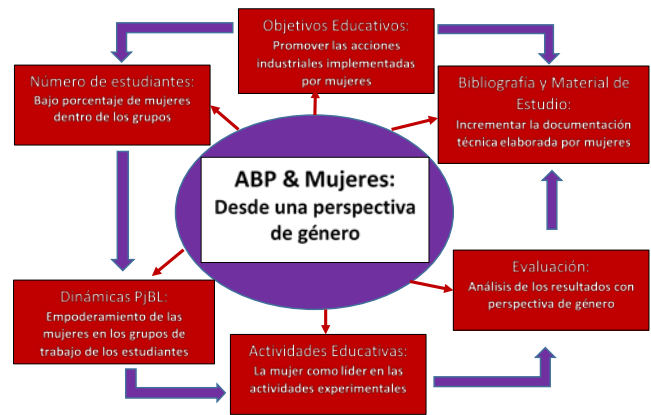 Objetivos Educativos:
Promover las acciones
industriales implementadas
por mujeres
Número de estudiantes:
Bajo porcentaje de mujeres
dentro de los grupos
Bibliografía y Material de
Estudio:
Incrementar la documentación
técnica elaborada por mujeres
ABP & Mujeres:
Desde una perspectiva
de género
Dinámicas PjBL:
Empoderamiento de las
mujeres en los grupos de
trabajo de los estudiantes
Evaluación:
Análisis de los resultados con
perspectiva de género
Actividades Educativas:
La mujer como líder en las
actividades experimentales